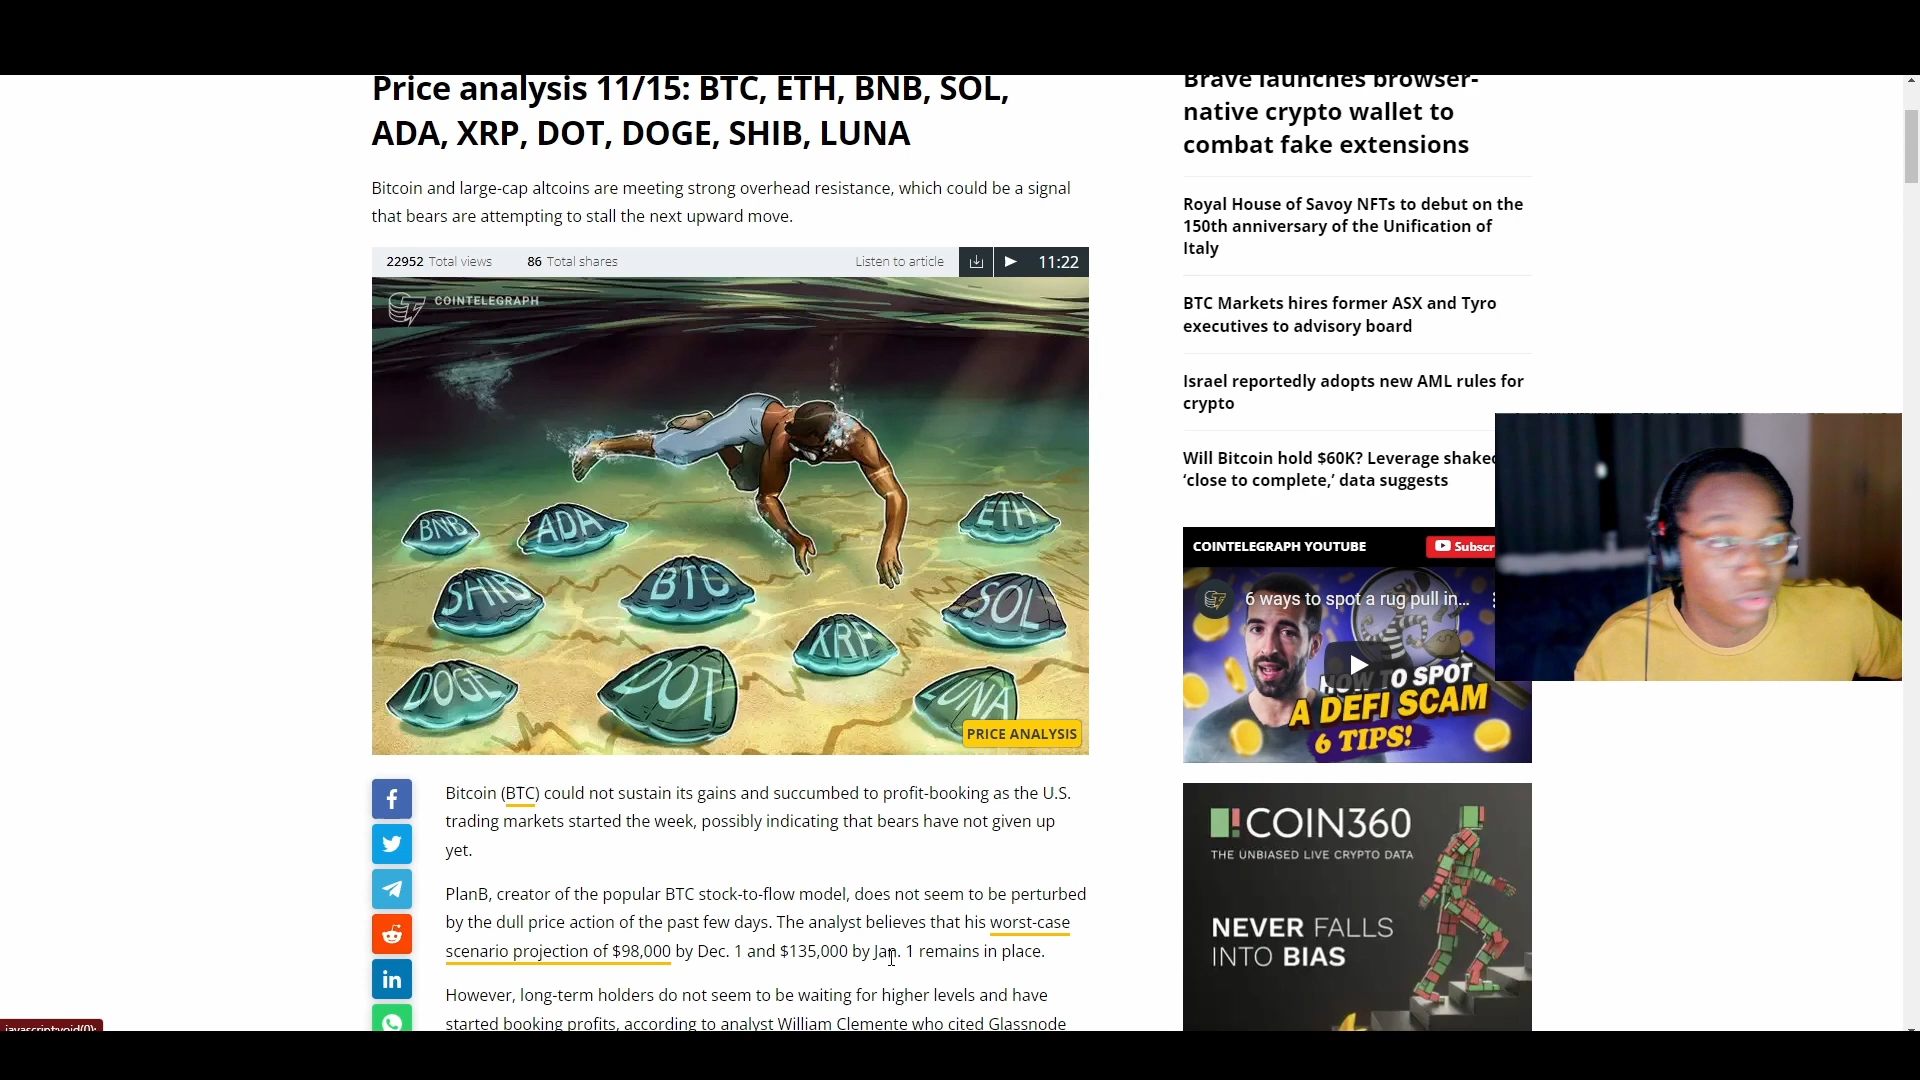 Price analysis 11/15: BTC, ETH, BNB, SOL,
ADA, XRP, DOT, DOGE, SHIB, LUNA
Bitcoin and large-cap altcoins are meeting strong overhead resistance, which could be a signal
that bears are attempting to stall the next upward move.
22952 Total views 86 Total shares Listen to article 11:22
COINTELEGRAPH
BNB
ADA
ETH
SHIB
BTC
SOL
XRP
DOGE
DOT
LUNA
PRICE ANALYSIS
Bitcoin (BTC) could not sustain its gains and succumbed to profit-booking as the U.S.
trading markets started the week, possibly indicating that bears have not given up
yet.
PlanB, creator of the popular BTC stock-to-flow model, does not seem to be perturbed
by the dull price action of the past few days. The analyst believes that his worst-case
scenario projection of $98,000 by Dec. 1 and $135,000 by Jan. 1 remains in place.
However, long-term holders do not seem to be waiting for higher levels and have
started booking profits, according to analyst William Clemente who cited Glassnode
Brave launches browser-
native crypto wallet to
combat fake extensions
Royal House of Savoy NFTs to debut on the
150th anniversary of the Unification of
Italy
BTC Markets hires former ASX and Tyro
executives to advisory board
Israel reportedly adopts new AML rules for
crypto
Will Bitcoin hold $60K? Leverage shake
‘close to complete,’ data suggests
COINTELEGRAPH YOUTUBE Subscr
6 ways to spot a rug pull in...
HOW TO SPOT
A DEFI SCAM
6 TIPS!
COIN360
THE UNBIASED LIVE CRYPTO DATA
NEVER FALLS
INTO BIAS
javascript:void(0);